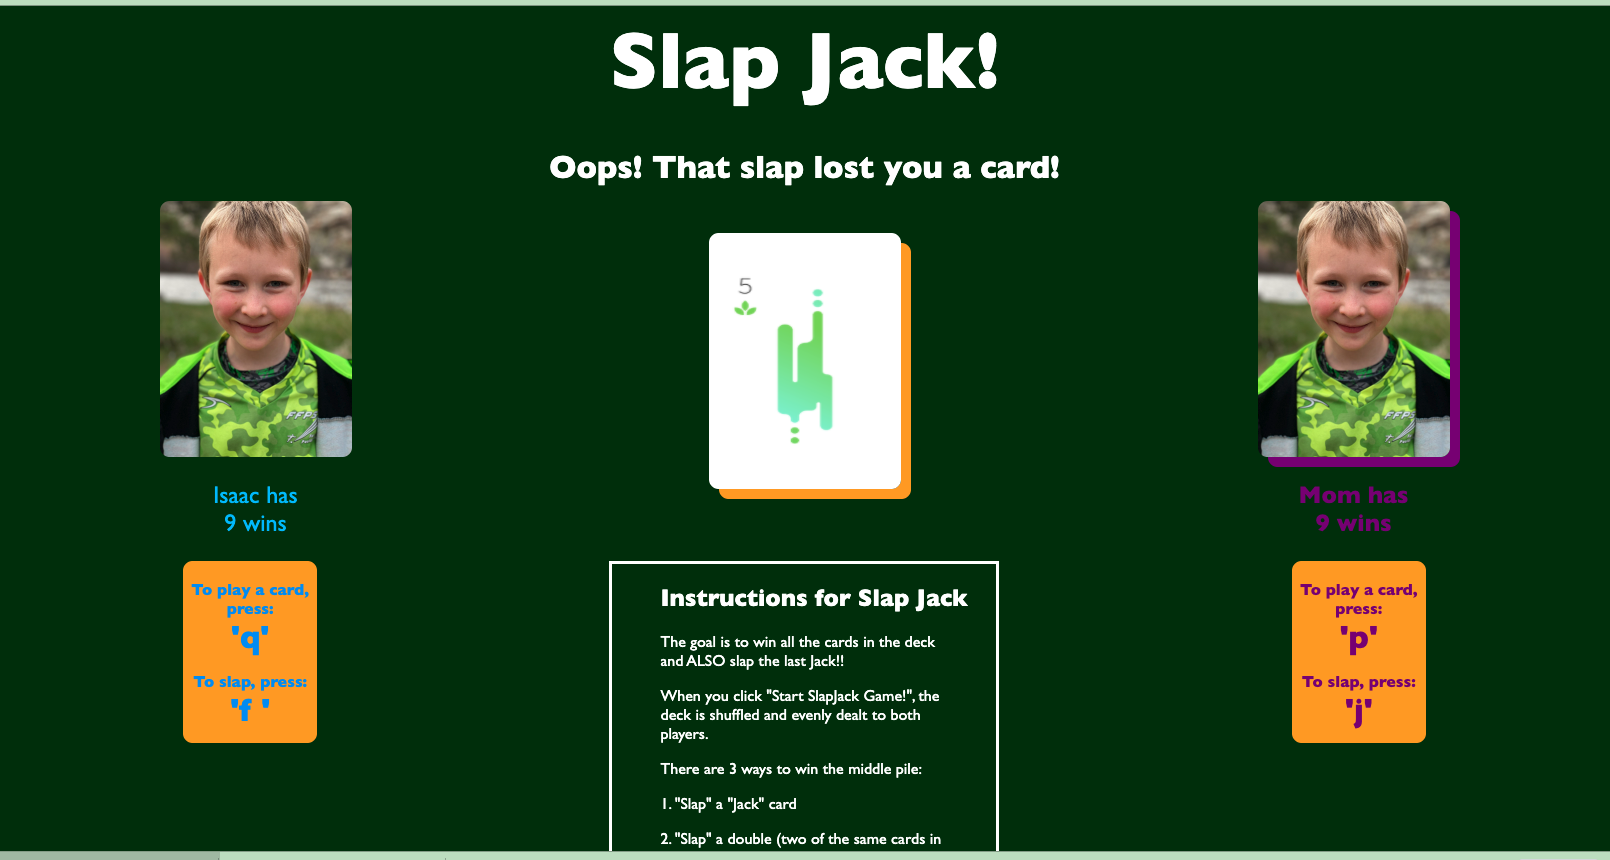 Slap Jack!
Oops! That slap lost you a card!
5
FFPS
FFPS
Isaac has
9 wins
Mom has
9 wins
To play a card,
press:
'q'
To slap, press:
'f '
Instructions for Slap Jack
The goal is to win all the cards in the deck
and ALSO slap the last Jack!!
When you click "Start SlapJack Game!", the
deck is shuffled and evenly dealt to both
players.
There are 3 ways to win the middle pile:
1. "Slap" a "Jack" card
2. "Slap" a double (two of the same cards in
To play a card,
press:
'p'
To slap, press:
'j'